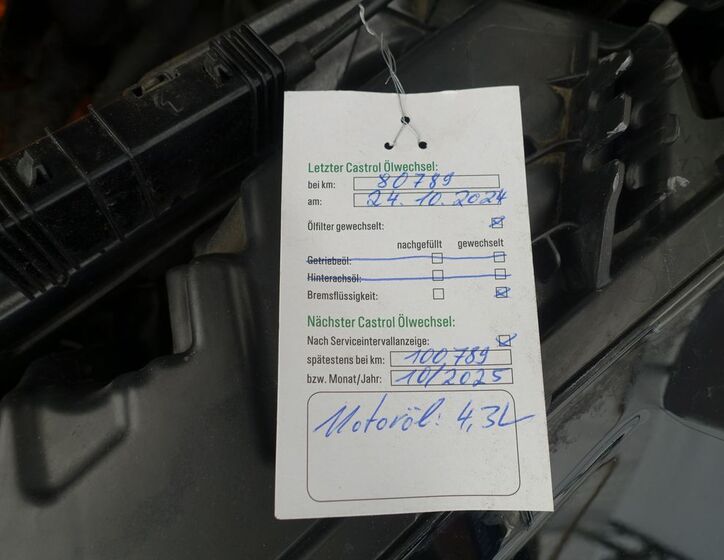 Letzter Castrol Ölwechsel:
bei km: 80789
am: 24.10.2024
Ölfilter gewechselt:
nachgefüllt gewechselt
Getriebeöl:
Hinterachsöl:
Bremsflüssigkeit:
Nächster Castrol Ölwechsel:
Nach Serviceintervallanzeige:
spätestens bei km: 100789
bzw. Monat/Jahr: 10/2025
Motoröl: 4,3L